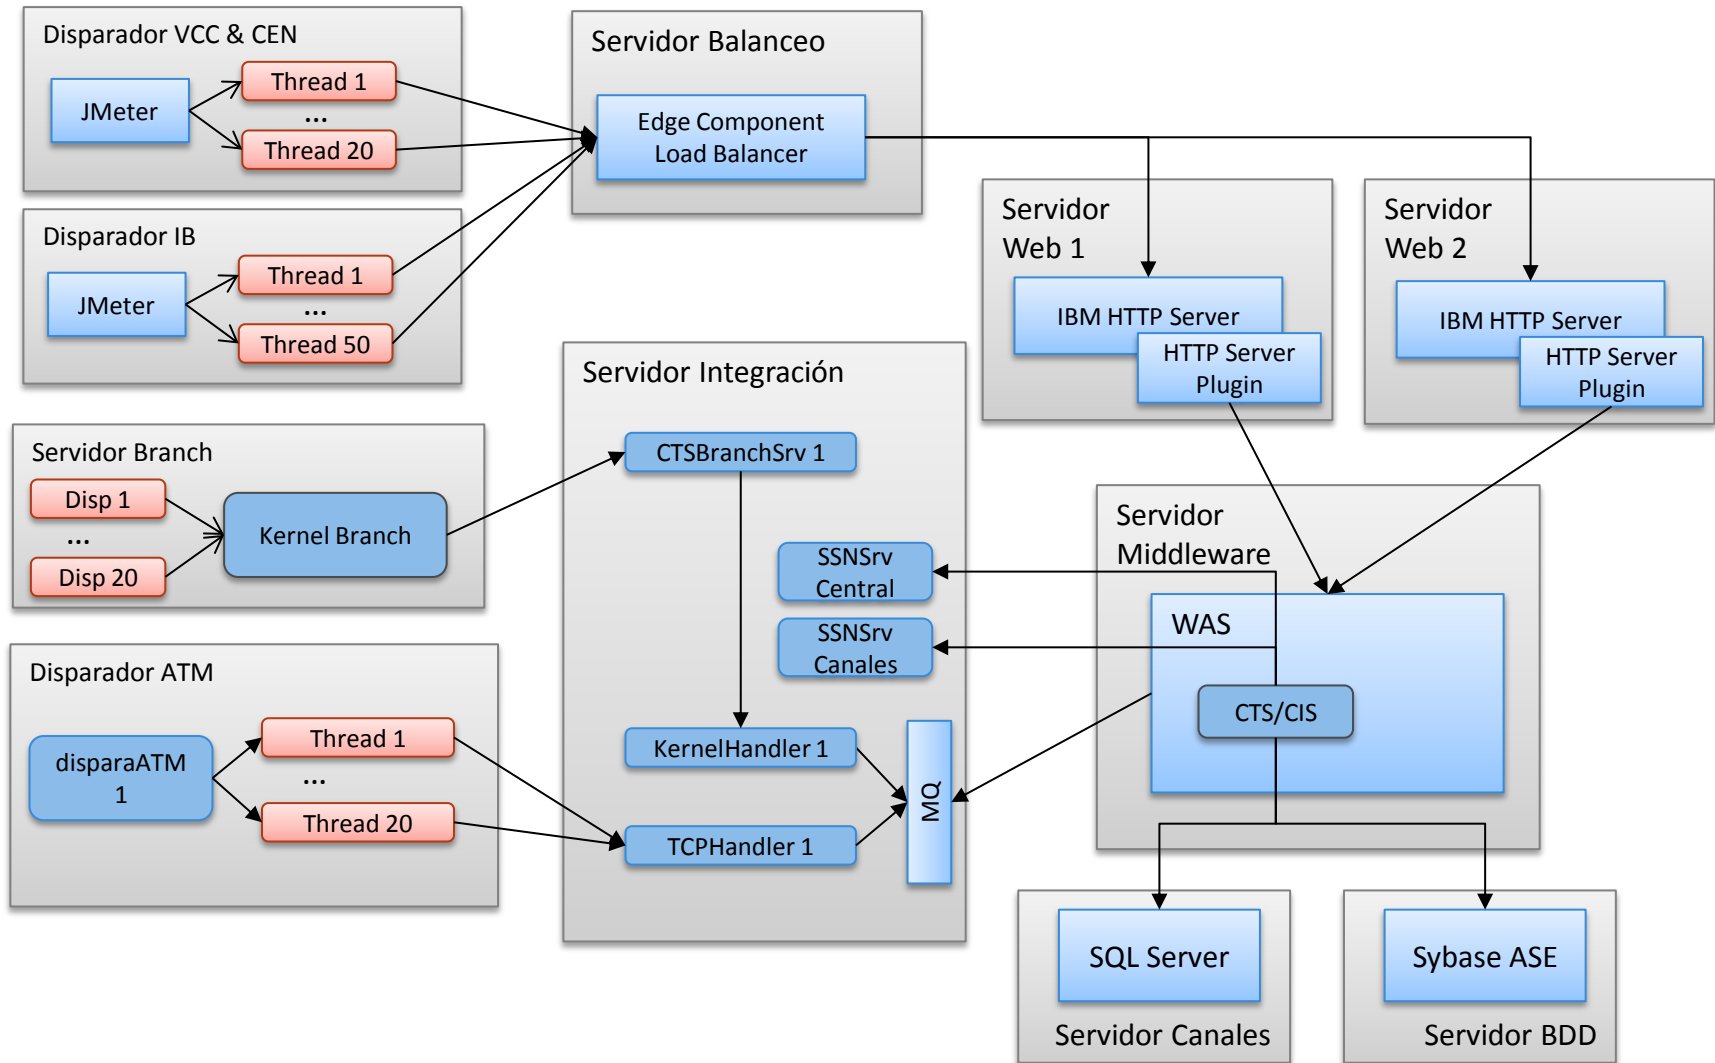 Disparador VCC & CEN
JMeter
Thread 1
...
Thread 20
Disparador IB
JMeter
Thread 1
...
Thread 50
Servidor Balanceo
Edge Component
Load Balancer
Servidor
Web 1
IBM HTTP Server
HTTP Server
Plugin
Servidor
Web 2
IBM HTTP Server
HTTP Server
Plugin
Servidor Branch
Disp 1
...
Disp 20
Kernel Branch
Servidor Integración
CTSBranchSrv 1
SSNSrv
Central
SSNSrv
Canales
KernelHandler 1
TCPHandler 1
MQ
Servidor
Middleware
WAS
CTS/CIS
Disparador ATM
disparaATM
1
Thread 1
...
Thread 20
SQL Server
Servidor Canales
Sybase ASE
Servidor BDD